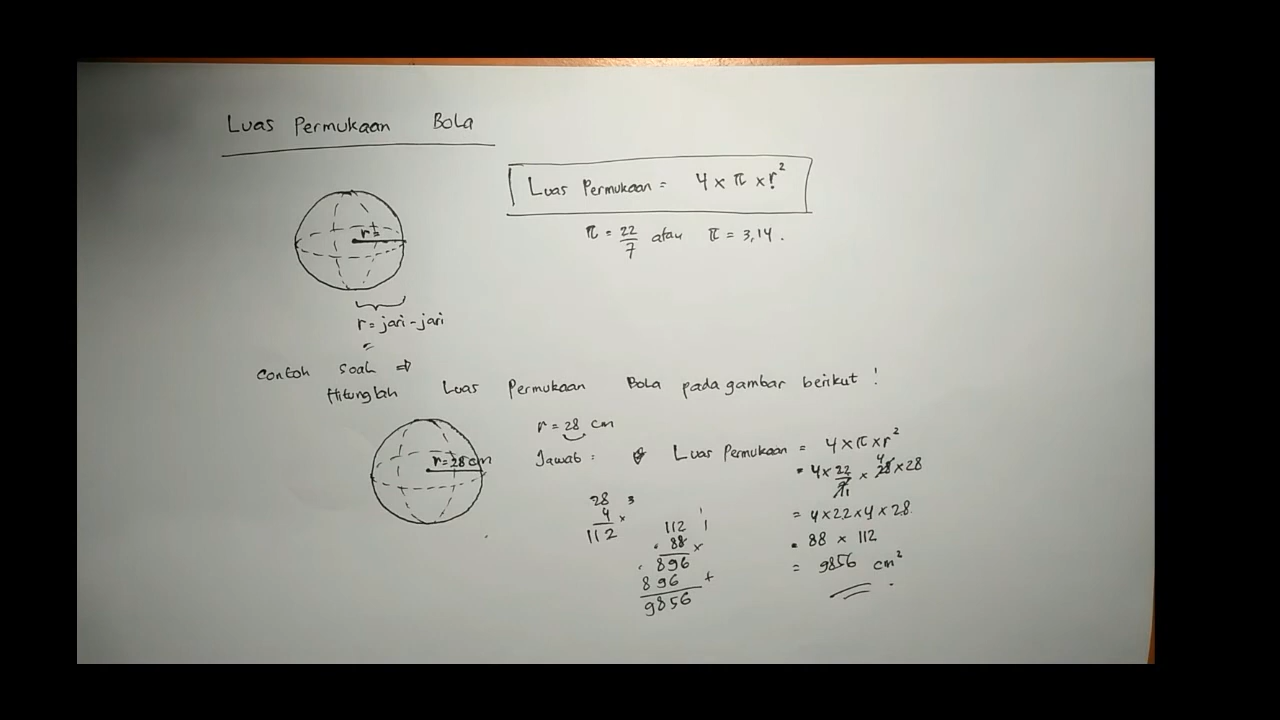 Luas Permukaan Bola
Luas Permukaan = 4 × π × r²
π = 22/7 atau π = 3,14.
r =
r = jari-jari
Contoh Soal ⇒
Hitunglah Luas Permukaan Bola pada gambar berikut !
r = 28 cm
r = 28 cm
Jawab : Luas Permukaan = 4 × π × r²
= 4 × 22/7 × 28 × 28
4
1
= 4 × 22 × 4 × 28
= 88 × 112
= 9856 cm²
28 3
4 ×
112
112
88 ×
896
896 +
9856